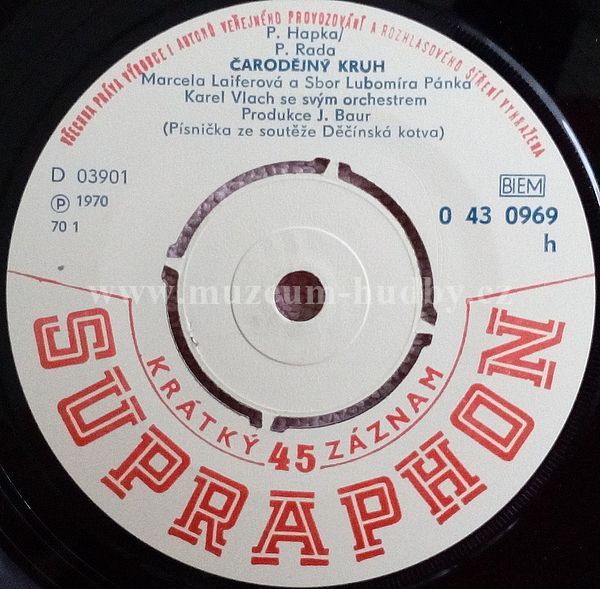 VŠECHNA PRÁVA VÝROBCE I AUTORŮ VEŘEJNÉHO PROVOZOVÁNÍ A ROZHLASOVÉHO ŠÍŘENÍ VYHRAŽENA
P. Hapka/
P. Rada
ČARODĚJNÝ KRUH
Marcela Laiferová a Sbor Lubomíra Pánka
Karel Vlach se svým orchestrem
Produkce J. Baur
(Písnička ze soutěže Děčínská kotva)
D 03901
Ⓟ 1970
70 1
BIEM
0 43 0969
h
www.muzeum-hudby.cz
KRÁTKÝ 45 ZÁZNAM
SUPRAPHON